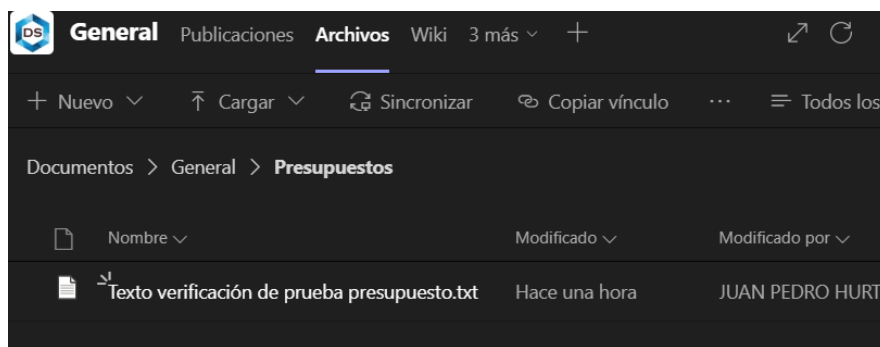 DS General Publicaciones Archivos Wiki 3 más
Nuevo Cargar Sincronizar Copiar vínculo ... Todos los
Documentos > General > Presupuestos
Nombre Modificado Modificado por
Texto verificación de prueba presupuesto.txt Hace una hora JUAN PEDRO HURT